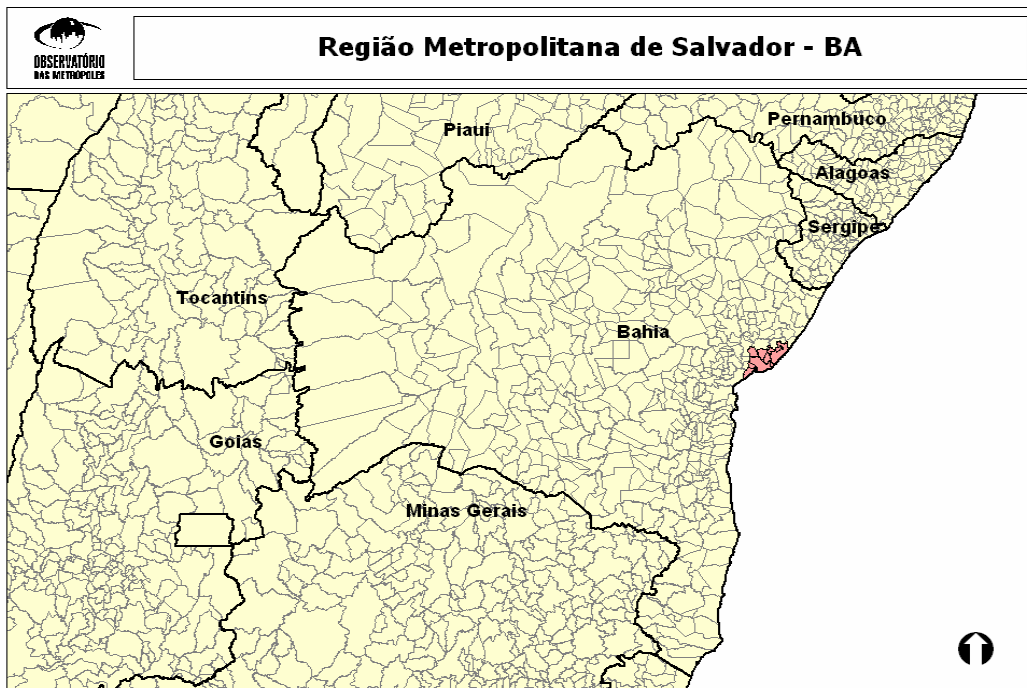 OBSERVATÓRIO
DAS METRÓPOLES
Região Metropolitana de Salvador - BA
Piaui
Pernambuco
Alagoas
Sergipe
Tocantins
Bahia
Goias
Minas Gerais